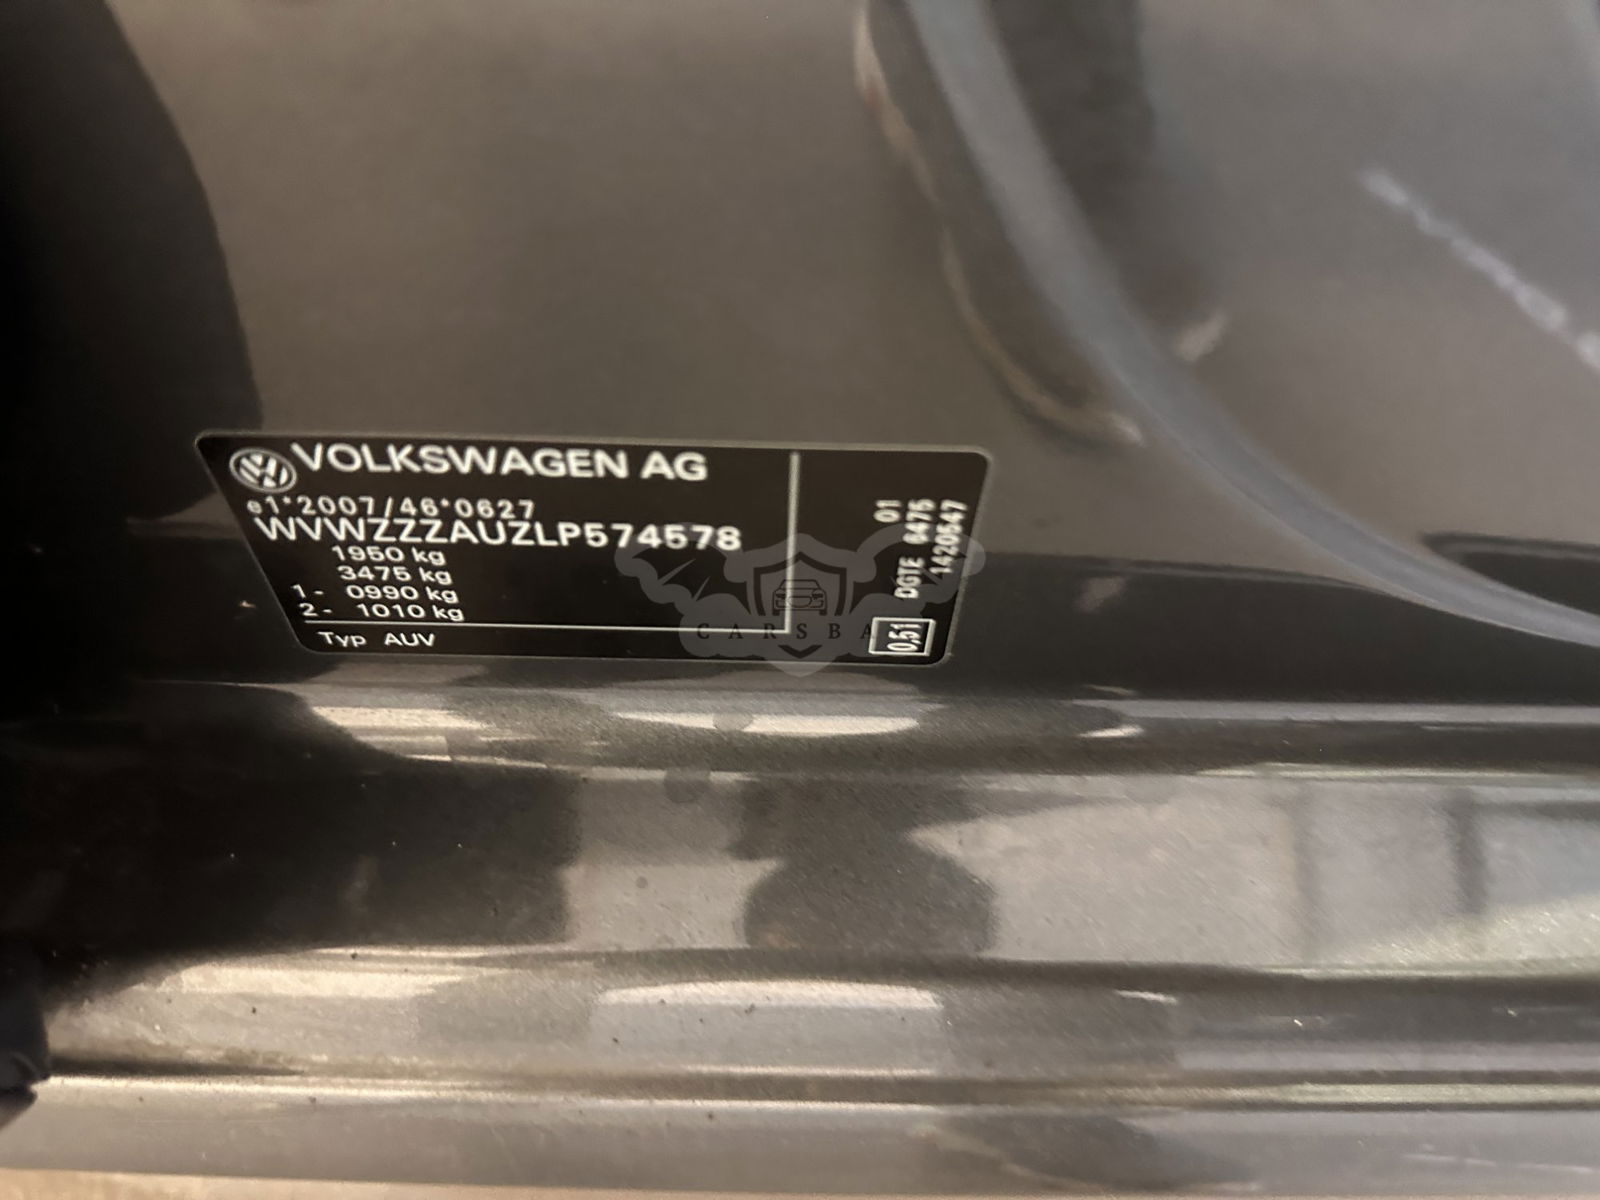 VOLKSWAGEN AG
e1*2007/46*0627
WVWZZZAUZLP574578
1950 kg
3475 kg
1- 0990 kg
2- 1010 kg
Typ AUV
01
DGTE 6475
1420547
0,51
CARSBA